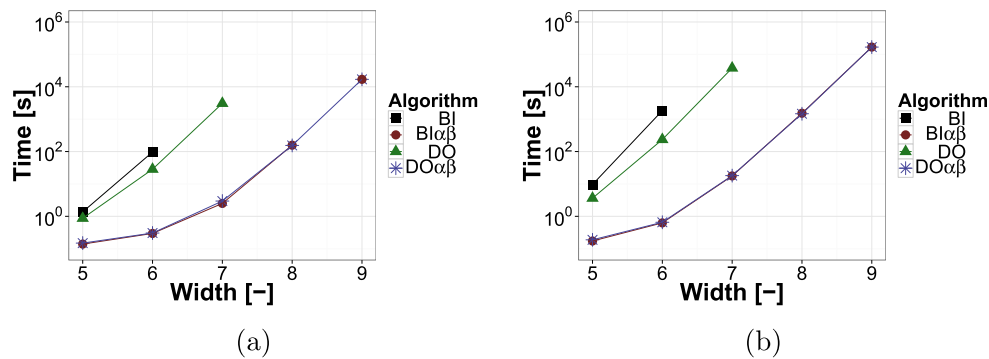 10^6
10^4
10^2
10^0
Time [s]
5 6 7 8 9
Width [−]
Algorithm
BI
BIαβ
DO
DOαβ
(a)
10^6
10^4
10^2
10^0
Time [s]
5 6 7 8 9
Width [−]
Algorithm
BI
BIαβ
DO
DOαβ
(b)